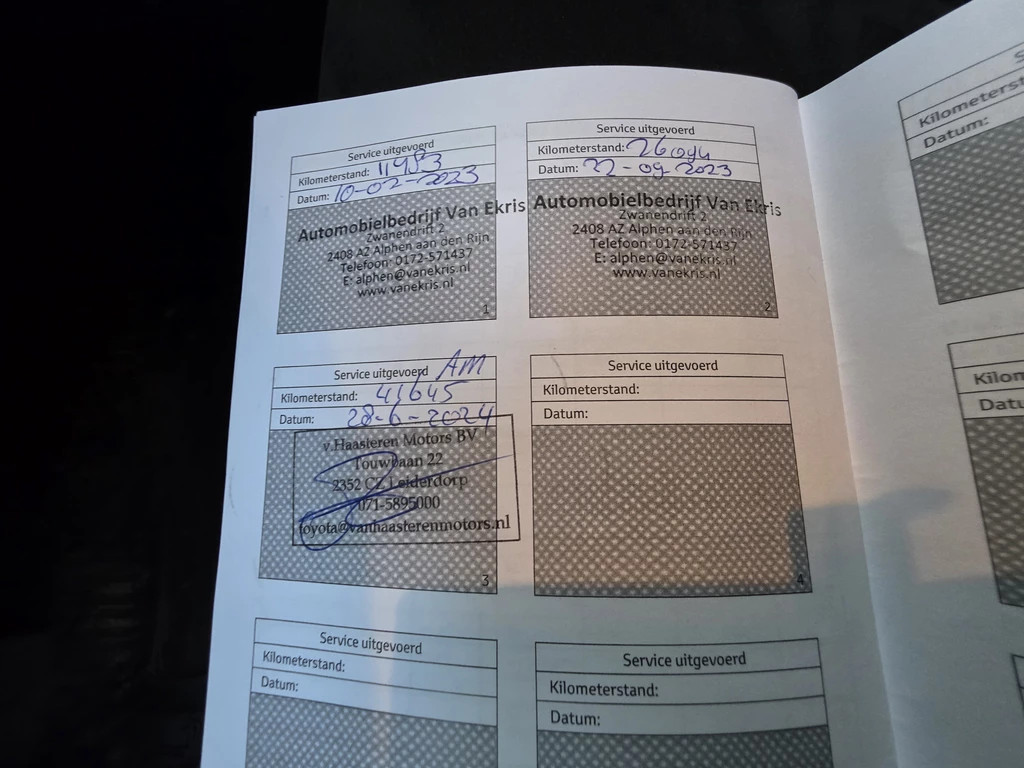 Service uitgevoerd
Kilometerstand: 11983
Datum: 10-02-2023
Automobielbedrijf Van Ekris
Zwanendrift 2
2408 AZ Alphen aan den Rijn
Telefoon: 0172-571437
E: alphen@vanekris.nl
www.vanekris.nl
1
Service uitgevoerd
Kilometerstand:
Datum: 22-09-2023
Automobielbedrijf Van Ekris
Zwanendrift 2
2408 AZ Alphen aan den Rijn
Telefoon: 0172-571437
E: alphen@vanekris.nl
www.vanekris.nl
2
Service uitgevoerd AM
Kilometerstand: 41645
Datum: 28-6-2024
v.Haasteren Motors BV
Touwbaan 22
2352 CZ Leiderdorp
071-5895000
toyota@vanhaasterenmotors.nl
3
Service uitgevoerd
Kilometerstand:
Datum:
4
Service uitgevoerd
Kilometerstand:
Datum:
Service uitgevoerd
Kilometerstand:
Datum:
Kilometerst
Datum:
Kilom
Datu